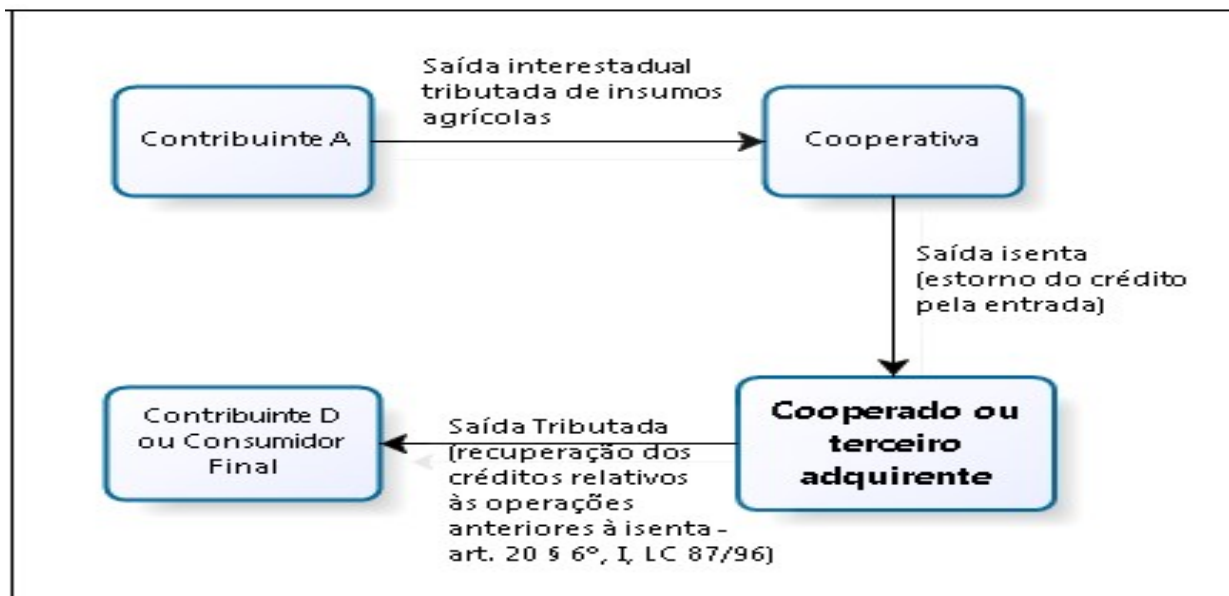 Saída interestadual
tributada de insumos
agrícolas
Contribuinte A
Cooperativa
Saída isenta
(estorno do crédito
pela entrada)
Cooperado ou
terceiro
adquirente
Saída Tributada
(recuperação dos
créditos relativos
às operações
anteriores à isenta -
art. 20 § 6º, I, LC 87/96)
Contribuinte D
ou Consumidor
Final